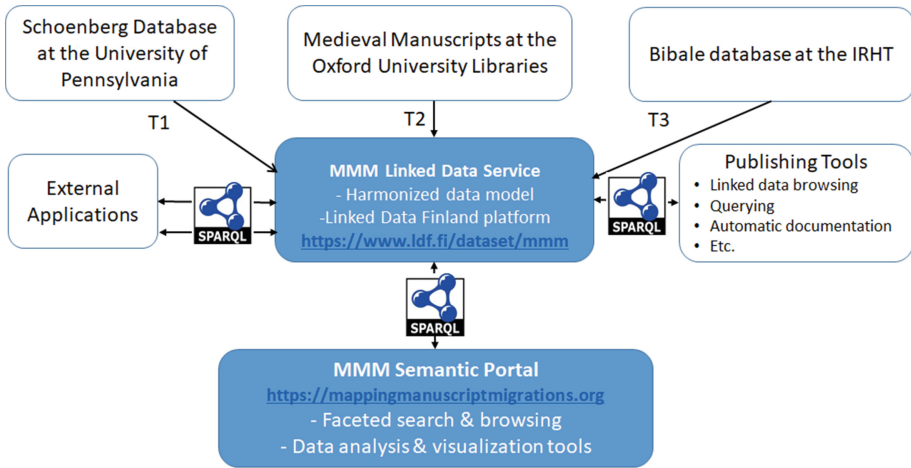 Schoenberg Database
at the University of
Pennsylvania
Medieval Manuscripts at the
Oxford University Libraries
Bibale database at the IRHT
T1
T2
T3
External
Applications
SPARQL
MMM Linked Data Service
- Harmonized data model
-Linked Data Finland platform
https://www.ldf.fi/dataset/mmm
SPARQL
Publishing Tools
• Linked data browsing
• Querying
• Automatic documentation
• Etc.
SPARQL
MMM Semantic Portal
https://mappingmanuscriptmigrations.org
- Faceted search & browsing
- Data analysis & visualization tools